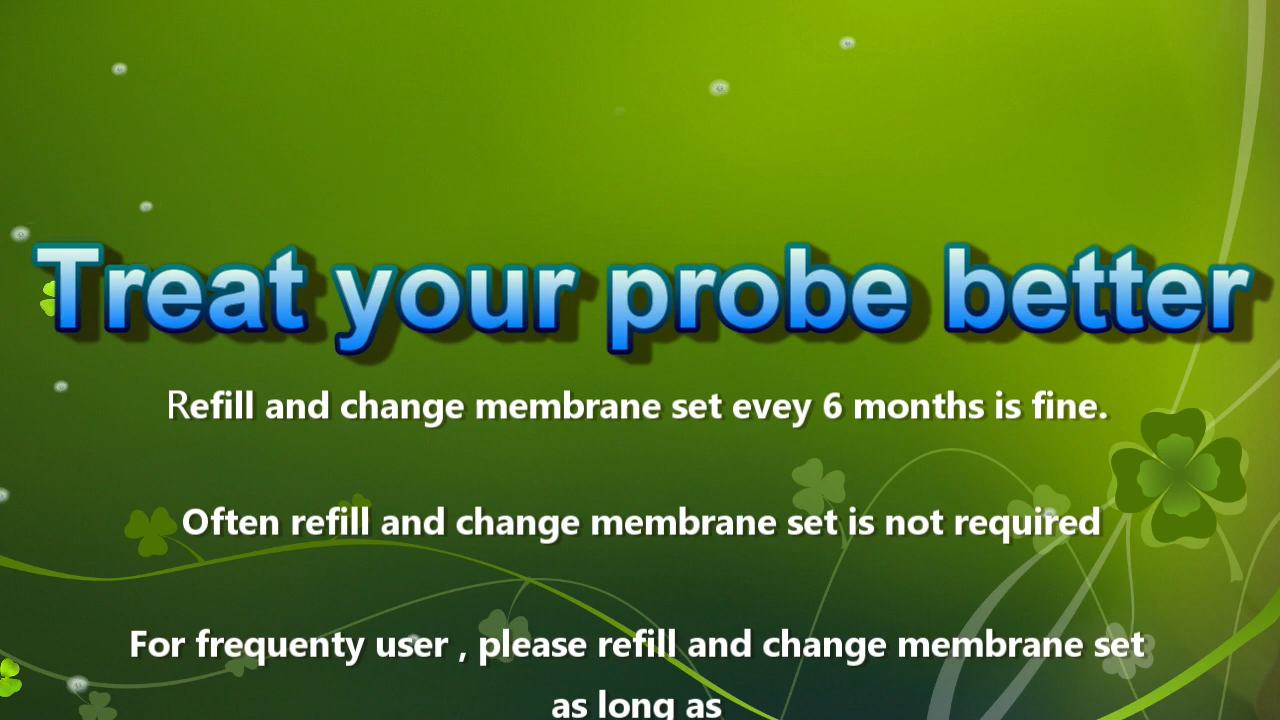 Treat your probe better
Refill and change membrane set evey 6 months is fine.
Often refill and change membrane set is not required
For frequenty user , please refill and change membrane set
as long as